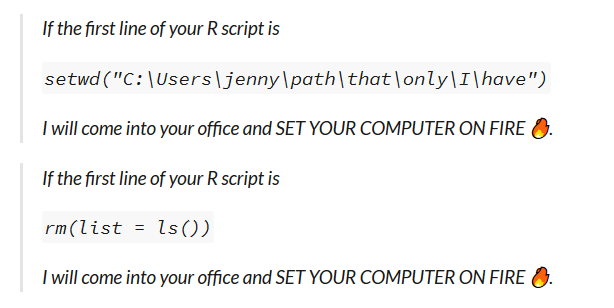 If the first line of your R script is
setwd("C:\Users\jenny\path\that\only\I\have")
I will come into your office and SET YOUR COMPUTER ON FIRE 🔥.
If the first line of your R script is
rm(list = ls())
I will come into your office and SET YOUR COMPUTER ON FIRE 🔥.